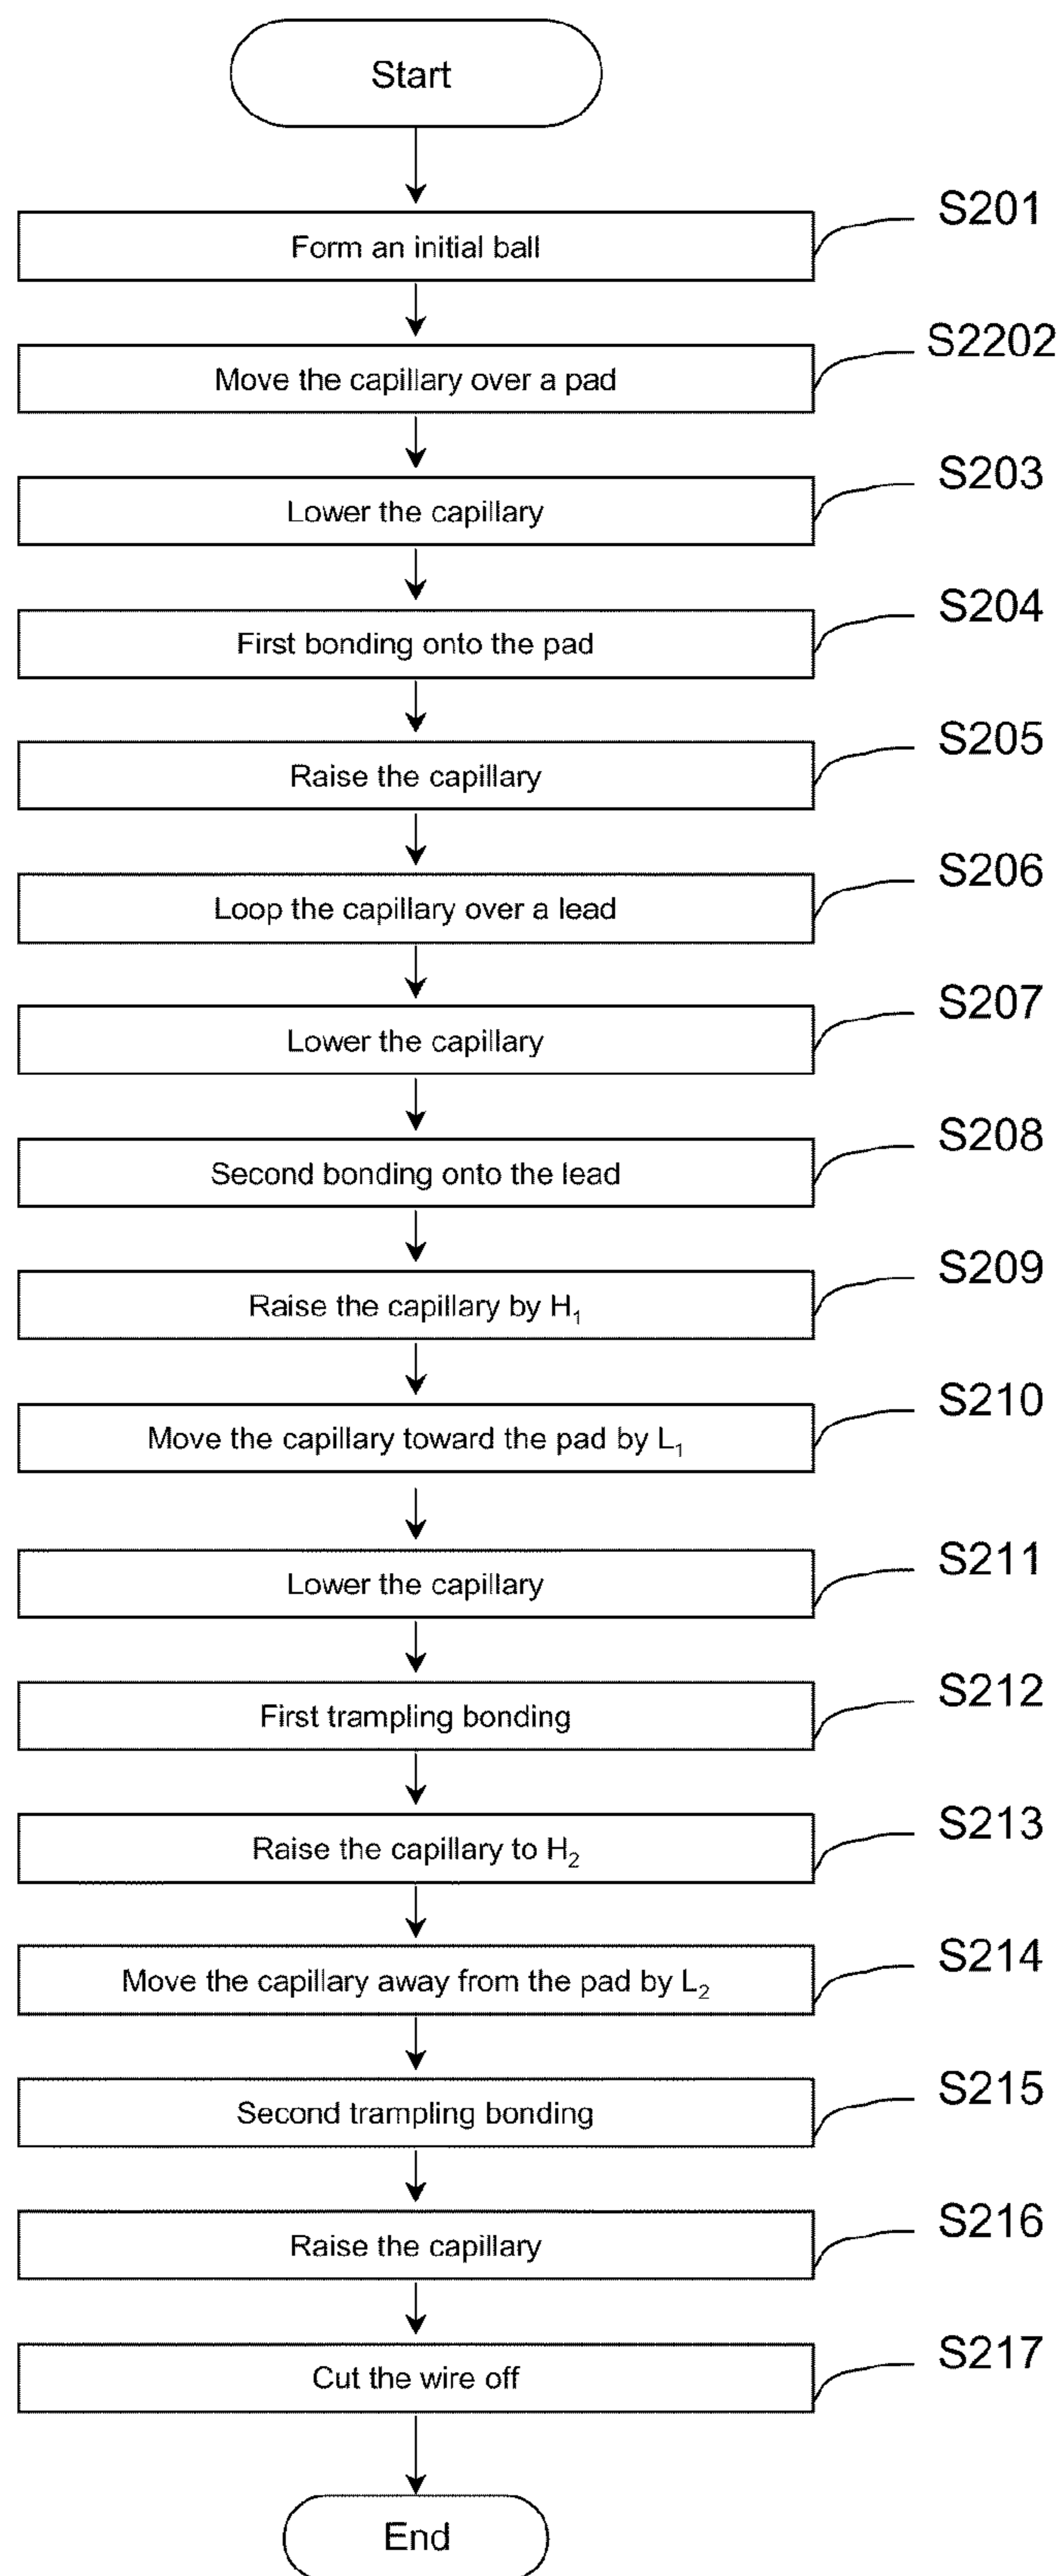 Start
Form an initial ball
S201
Move the capillary over a pad
S2202
Lower the capillary
S203
First bonding onto the pad
S204
Raise the capillary
S205
Loop the capillary over a lead
S206
Lower the capillary
S207
Second bonding onto the lead
S208
Raise the capillary by H₁
S209
Move the capillary toward the pad by L₁
S210
Lower the capillary
S211
First trampling bonding
S212
Raise the capillary to H₂
S213
Move the capillary away from the pad by L₂
S214
Second trampling bonding
S215
Raise the capillary
S216
Cut the wire off
S217
End